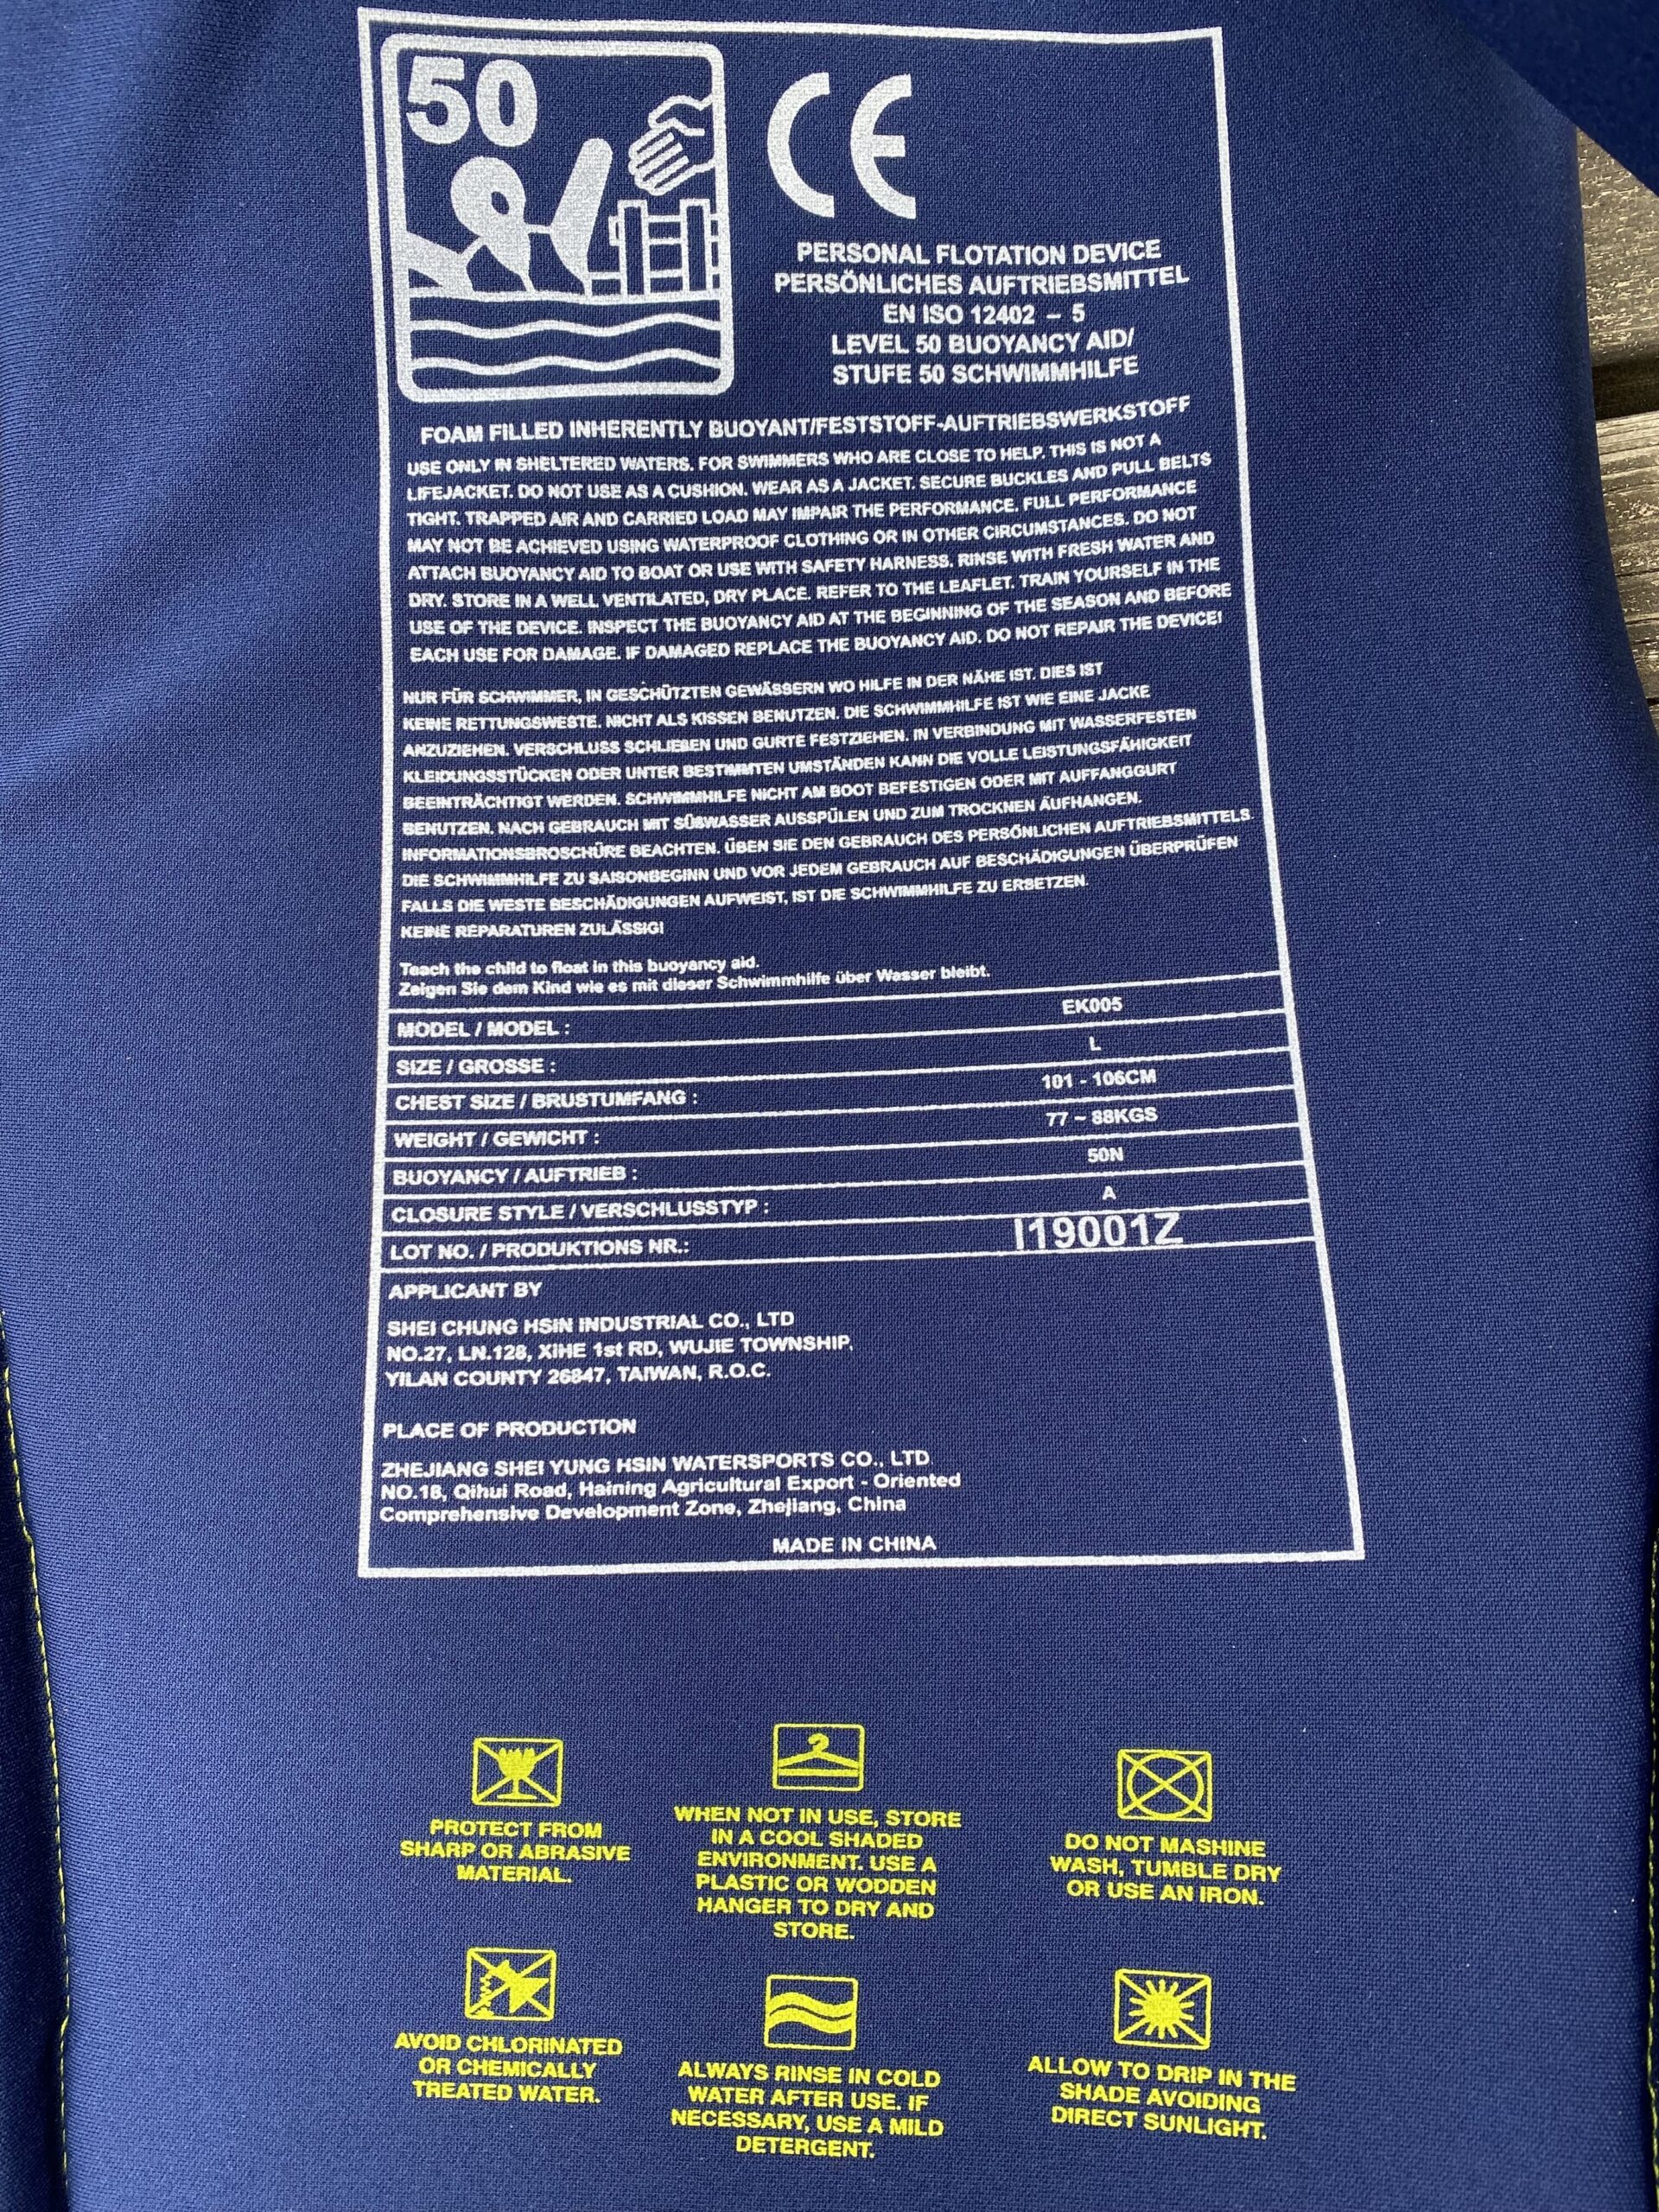 50
CE
PERSONAL FLOTATION DEVICE
PERSÖNLICHES AUFTRIEBSMITTEL
EN ISO 12402 - 5
LEVEL 50 BUOYANCY AID/
STUFE 50 SCHWIMMHILFE
FOAM FILLED INHERENTLY BUOYANT/FESTSTOFF-AUFTRIEBSWERKSTOFF
USE ONLY IN SHELTERED WATERS. FOR SWIMMERS WHO ARE CLOSE TO HELP. THIS IS NOT A
LIFEJACKET. DO NOT USE AS A CUSHION. WEAR AS A JACKET. SECURE BUCKLES AND PULL BELTS
TIGHT. TRAPPED AIR AND CARRIED LOAD MAY IMPAIR THE PERFORMANCE. FULL PERFORMANCE
MAY NOT BE ACHIEVED USING WATERPROOF CLOTHING OR IN OTHER CIRCUMSTANCES. DO NOT
ATTACH BUOYANCY AID TO BOAT OR USE WITH SAFETY HARNESS. RINSE WITH FRESH WATER AND
DRY. STORE IN A WELL VENTILATED, DRY PLACE. REFER TO THE LEAFLET. TRAIN YOURSELF IN THE
USE OF THE DEVICE. INSPECT THE BUOYANCY AID AT THE BEGINNING OF THE SEASON AND BEFORE
EACH USE FOR DAMAGE. IF DAMAGED REPLACE THE BUOYANCY AID. DO NOT REPAIR THE DEVICE!
NUR FÜR SCHWIMMER, IN GESCHÜTZTEN GEWÄSSERN WO HILFE IN DER NÄHE IST. DIES IST
KEINE RETTUNGSWESTE. NICHT ALS KISSEN BENUTZEN. DIE SCHWIMMHILFE IST WIE EINE JACKE
ANZUZIEHEN. VERSCHLUSS SCHLIEBEN UND GURTE FESTZIEHEN. IN VERBINDUNG MIT WASSERFESTEN
KLEIDUNGSSTÜCKEN ODER UNTER BESTIMMTEN UMSTÄNDEN KANN DIE VOLLE LEISTUNGSFÄHIGKEIT
BEEINTRÄCHTIGT WERDEN. SCHWIMMHILFE NICHT AM BOOT BEFESTIGEN ODER MIT AUFFANGGURT
BENUTZEN. NACH GEBRAUCH MIT SÜßWASSER AUSSPÜLEN UND ZUM TROCKNEN ÄUFHANGEN.
INFORMATIONSBROSCHÜRE BEACHTEN. ÜBEN SIE DEN GEBRAUCH DES PERSÖNLICHEN AUFTRIEBSMITTELS.
DIE SCHWIMMHILFE ZU SAISONBEGINN UND VOR JEDEM GEBRAUCH AUF BESCHÄDIGUNGEN ÜBERPRÜFEN
FALLS DIE WESTE BESCHÄDIGUNGEN AUFWEIST, IST DIE SCHWIMMHILFE ZU ERSETZEN.
KEINE REPARATUREN ZULÄSSIG!
Teach the child to float in this buoyancy aid.
Zeigen Sie dem Kind wie es mit dieser Schwimmhilfe über Wasser bleibt.
MODEL / MODEL : EK005
SIZE / GROSSE : L
CHEST SIZE / BRUSTUMFANG : 101 - 106CM
WEIGHT / GEWICHT : 77 ~ 88KGS
BUOYANCY / AUFTRIEB : 50N
CLOSURE STYLE / VERSCHLUSSTYP : A
LOT NO. / PRODUKTIONS NR.: I19001Z
APPLICANT BY
SHEI CHUNG HSIN INDUSTRIAL CO., LTD
NO.27, LN.128, XIHE 1st RD, WUJIE TOWNSHIP,
YILAN COUNTY 26847, TAIWAN, R.O.C.
PLACE OF PRODUCTION
ZHEJIANG SHEI YUNG HSIN WATERSPORTS CO., LTD
NO.18, Qihui Road, Haining Agricultural Export - Oriented
Comprehensive Development Zone, Zhejiang, China
MADE IN CHINA
PROTECT FROM
SHARP OR ABRASIVE
MATERIAL.
WHEN NOT IN USE, STORE
IN A COOL SHADED
ENVIRONMENT. USE A
PLASTIC OR WOODEN
HANGER TO DRY AND
STORE.
DO NOT MASHINE
WASH, TUMBLE DRY
OR USE AN IRON.
AVOID CHLORINATED
OR CHEMICALLY
TREATED WATER.
ALWAYS RINSE IN COLD
WATER AFTER USE. IF
NECESSARY, USE A MILD
DETERGENT.
ALLOW TO DRIP IN THE
SHADE AVOIDING
DIRECT SUNLIGHT.